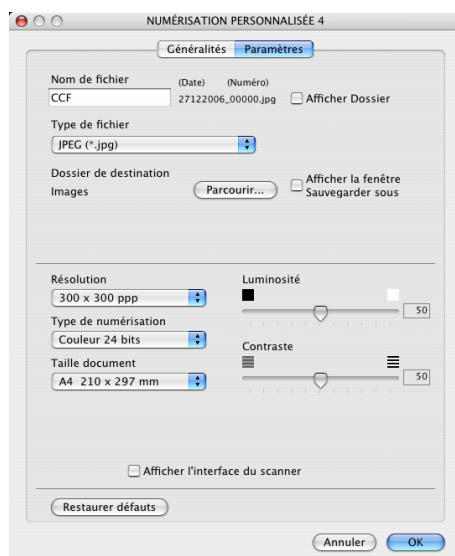 NUMÉRISATION PERSONNALISÉE 4
Généralités Paramètres
Nom de fichier (Date) (Numéro)
CCF 27122006_00000.jpg Afficher Dossier
Type de fichier
JPEG (*.jpg)
Dossier de destination
Images Parcourir... Afficher la fenêtre
Sauvegarder sous
Résolution Luminosité
300 x 300 ppp
50
Type de numérisation
Couleur 24 bits
Contraste
Taille document
A4 210 x 297 mm 50
Afficher l'interface du scanner
Restaurer défauts
Annuler OK